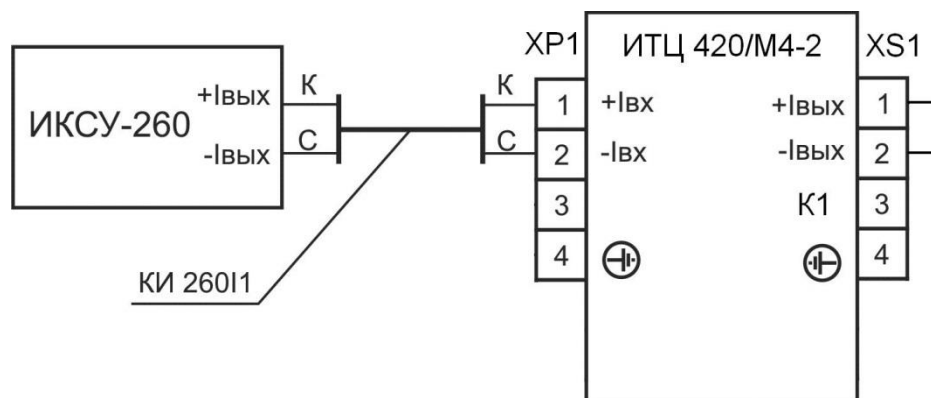 ХР1 ИТЦ 420/М4-2 XS1
+Iвых К К 1 +Iвх +Iвых 1
ИКСУ-260
-Iвых С С 2 -Iвх -Iвых 2
3 К1 3
4 4
КИ 260I1